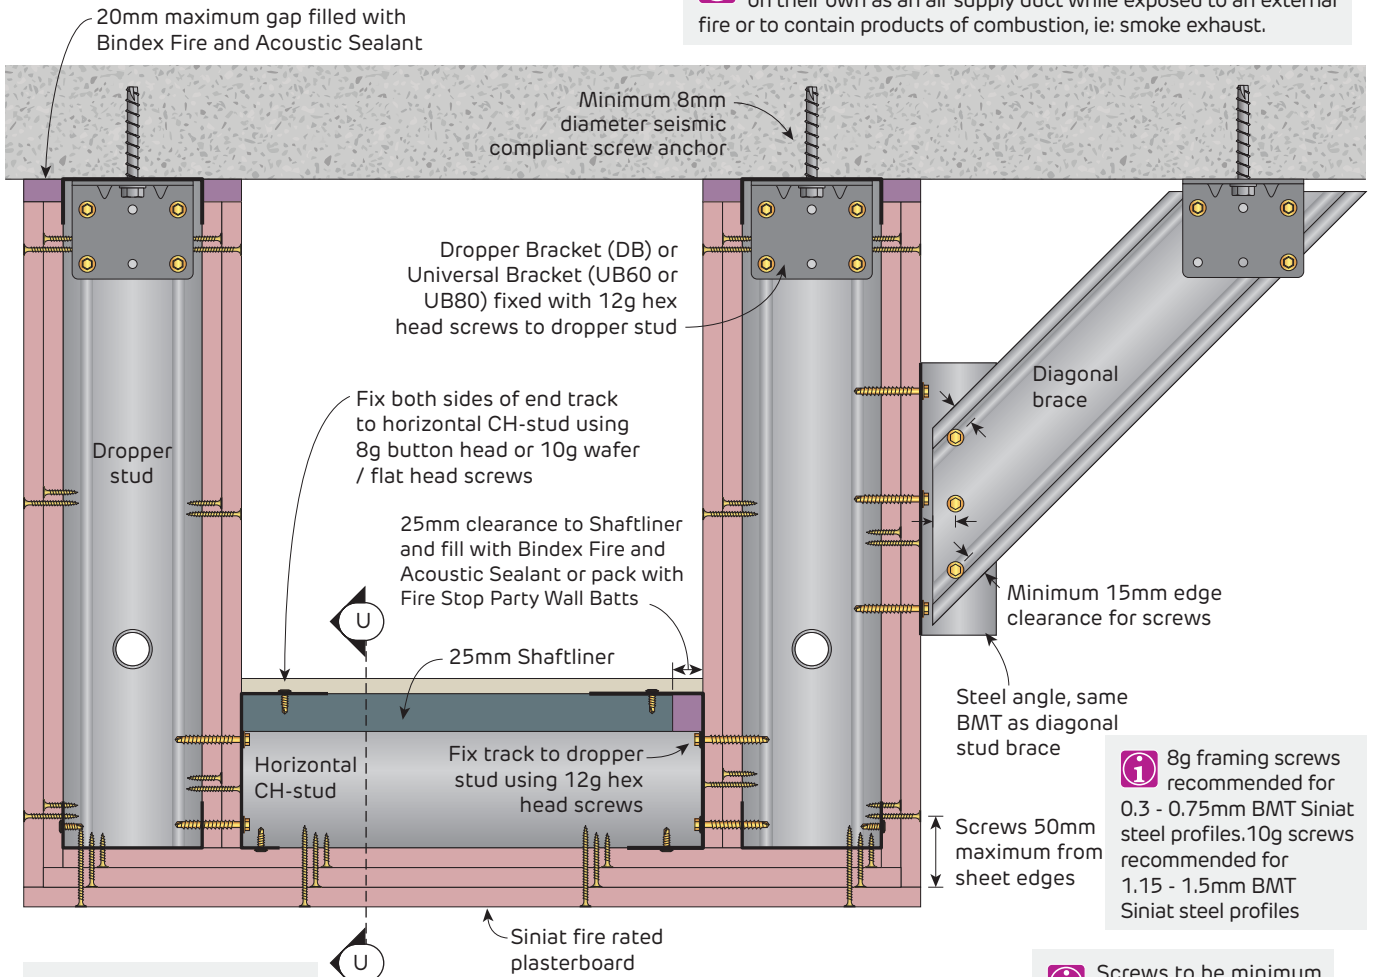 20mm maximum gap filled with
Bindex Fire and Acoustic Sealant
on their own as an air supply duct while exposed to an external
fire or to contain products of combustion, ie: smoke exhaust.
Minimum 8mm
diameter seismic
compliant screw anchor
Dropper Bracket (DB) or
Universal Bracket (UB60 or
UB80) fixed with 12g hex
head screws to dropper stud
Diagonal
brace
Fix both sides of end track
to horizontal CH-stud using
8g button head or 10g wafer
/ flat head screws
Dropper
stud
25mm clearance to Shaftliner
and fill with Bindex Fire and
Acoustic Sealant or pack with
Fire Stop Party Wall Batts
Minimum 15mm edge
clearance for screws
U
25mm Shaftliner
Steel angle, same
BMT as diagonal
stud brace
Horizontal
CH-stud
Fix track to dropper
stud using 12g hex
head screws
8g framing screws
recommended for
0.3 - 0.75mm BMT Siniat
steel profiles.10g screws
recommended for
1.15 - 1.5mm BMT
Siniat steel profiles
Screws 50mm
maximum from
sheet edges
Siniat fire rated
plasterboard
U
Screws to be minimum